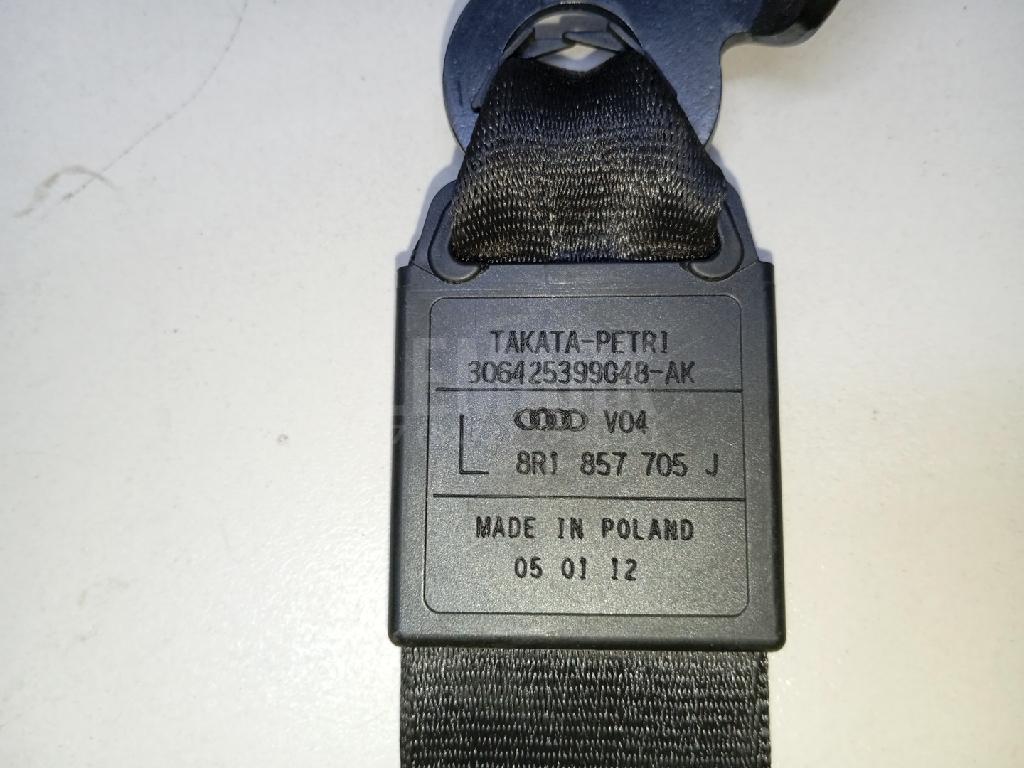 TAKATA-PETRI
306425399048-AK
V04
L 8R1 857 705 J
MADE IN POLAND
05 01 12